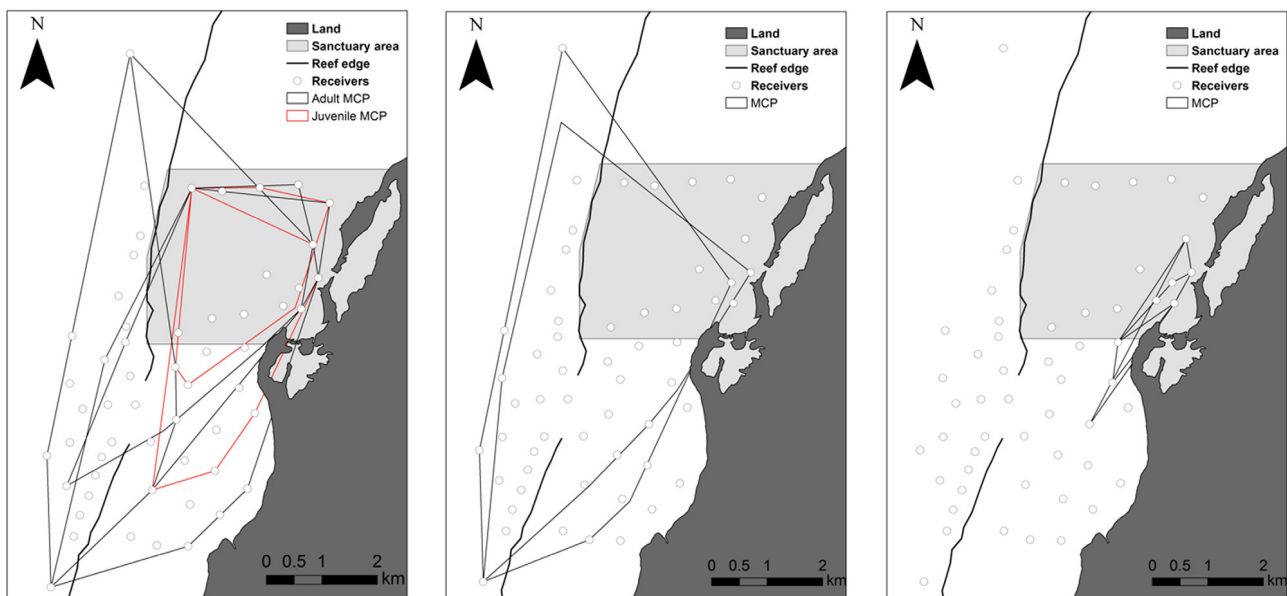 N
Land
Sanctuary area
Reef edge
Receivers
Adult MCP
Juvenile MCP
0 0.5 1 2
km
N
Land
Sanctuary area
Reef edge
Receivers
MCP
0 0.5 1 2
km
N
Land
Sanctuary area
Reef edge
Receivers
MCP
0 0.5 1 2
km